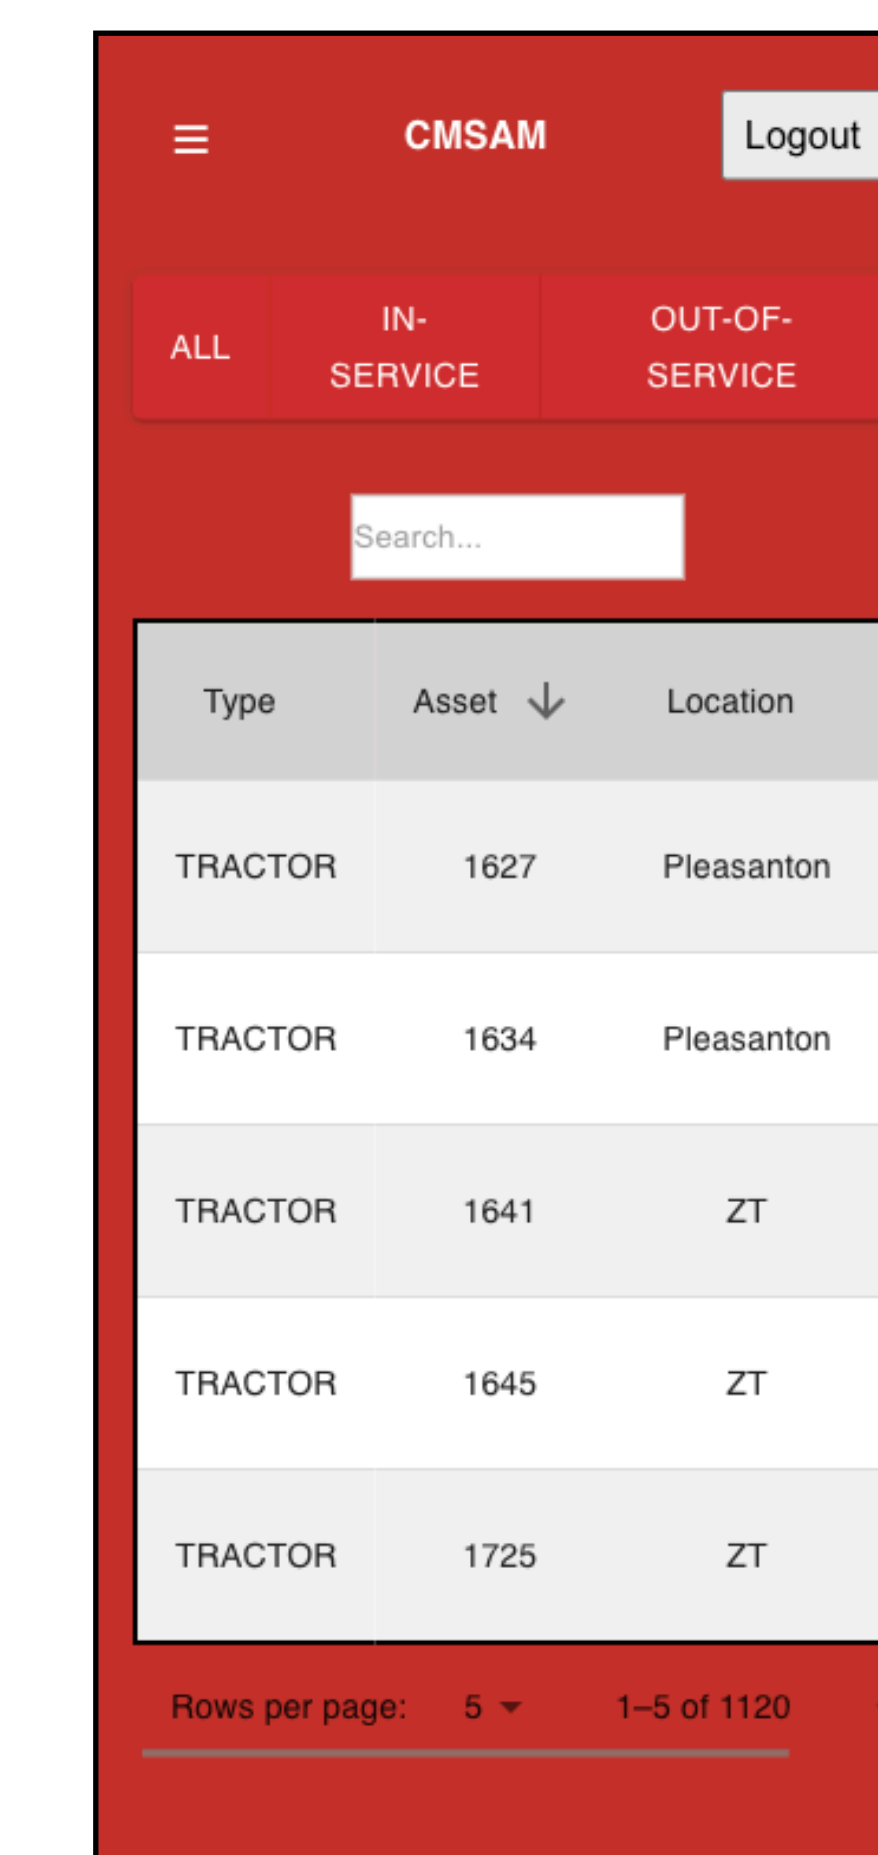 CMSAM Logout
ALL
IN-
SERVICE
OUT-OF-
SERVICE
Search...
Type Asset Location
TRACTOR 1627 Pleasanton
TRACTOR 1634 Pleasanton
TRACTOR 1641 ZT
TRACTOR 1645 ZT
TRACTOR 1725 ZT
Rows per page: 5 1–5 of 1120